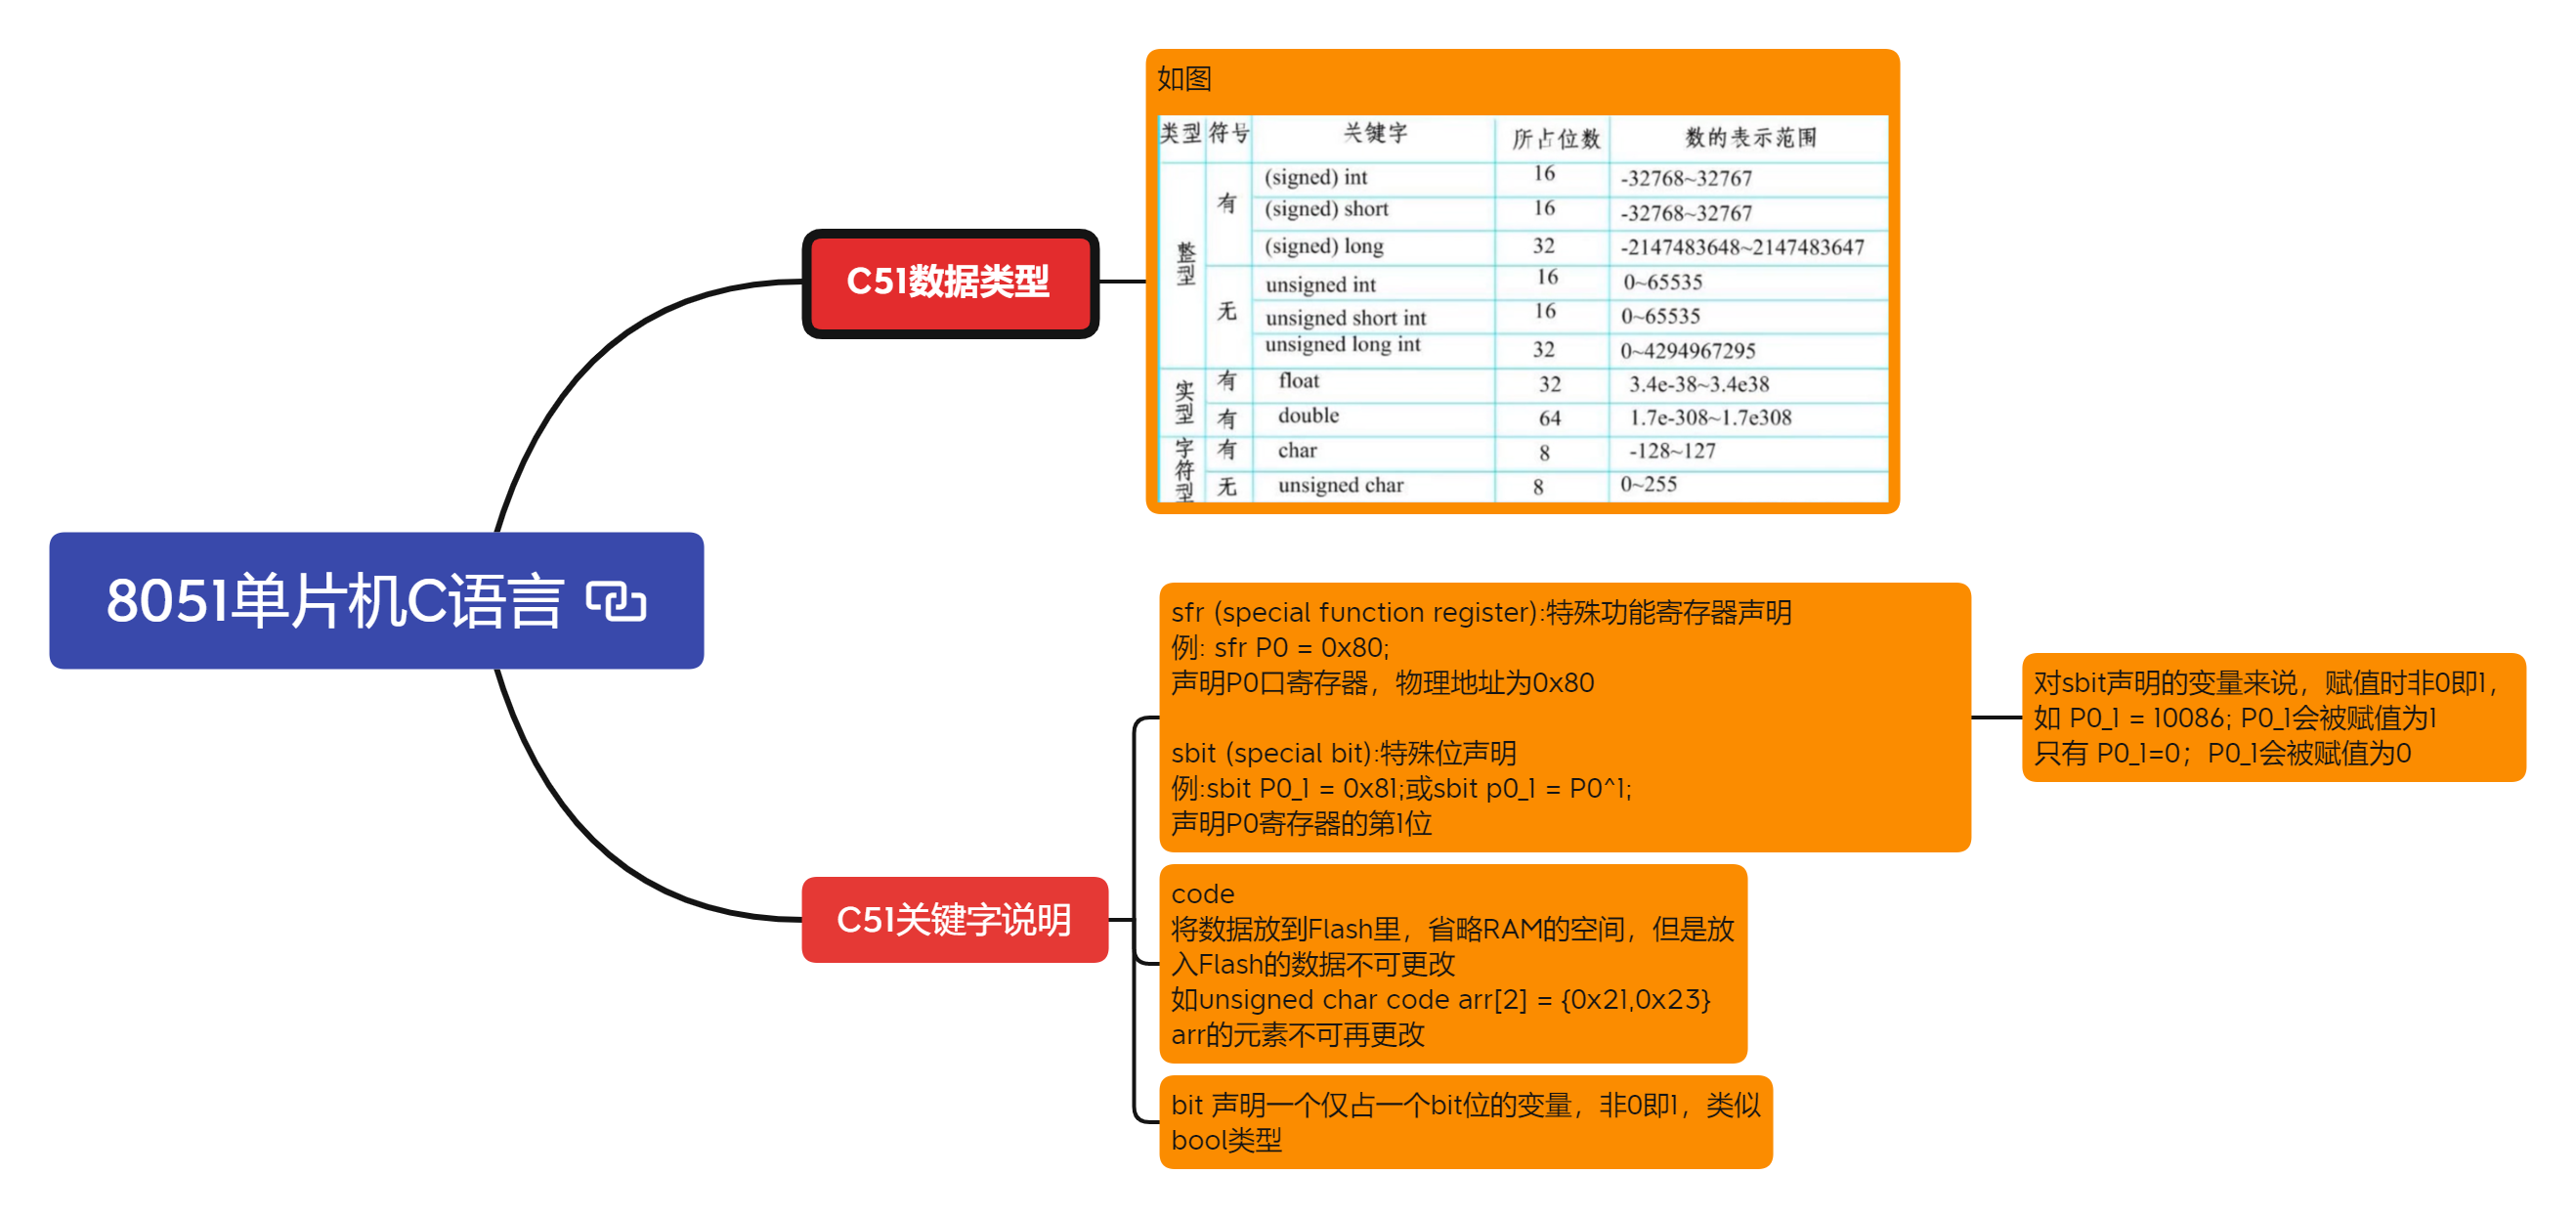 8051单片机C语言
C51数据类型
如图
类型 符号 关键字 所占位数 数的表示范围
整型
有
(signed) int 16 -32768~32767
(signed) short 16 -32768~32767
(signed) long 32 -2147483648~2147483647
无
unsigned int 16 0~65535
unsigned short int 16 0~65535
unsigned long int 32 0~4294967295
实型
有 float 32 3.4e-38~3.4e38
有 double 64 1.7e-308~1.7e308
字符型
有 char 8 -128~127
无 unsigned char 8 0~255
C51关键字说明
sfr (special function register):特殊功能寄存器声明
例: sfr P0 = 0x80;
声明P0口寄存器，物理地址为0x80
sbit (special bit):特殊位声明
例:sbit P0_1 = 0x81;或sbit p0_1 = P0^1;
声明P0寄存器的第1位
对sbit声明的变量来说，赋值时非0即1，
如 P0_1 = 10086; P0_1会被赋值为1
只有 P0_1=0；P0_1会被赋值为0
code
将数据放到Flash里，省略RAM的空间，但是放
入Flash的数据不可更改
如unsigned char code arr[2] = {0x21,0x23}
arr的元素不可再更改
bit 声明一个仅占一个bit位的变量，非0即1，类似
bool类型